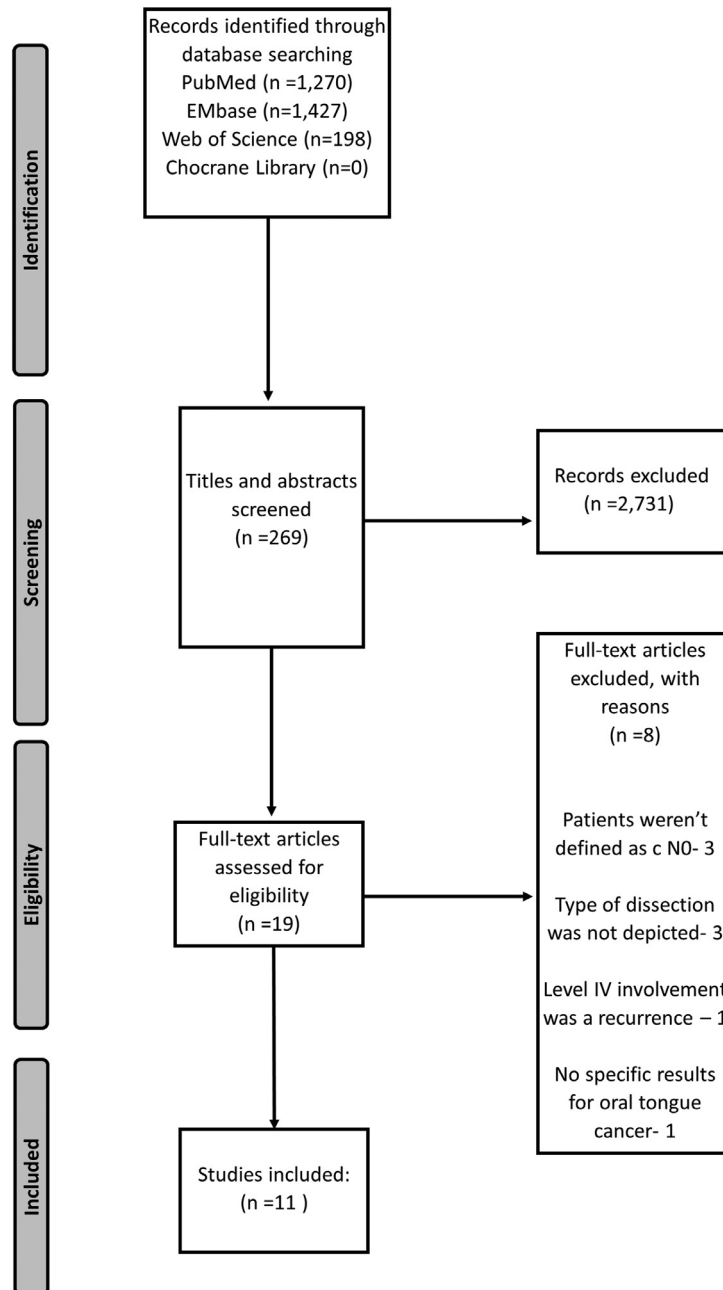 Identification
Records identified through
database searching
PubMed (n =1,270)
EMbase (n=1,427)
Web of Science (n=198)
Chocrane Library (n=0)
Screening
Titles and abstracts
screened
(n =269)
Records excluded
(n =2,731)
Eligibility
Full-text articles
assessed for
eligibility
(n =19)
Full-text articles
excluded, with
reasons
(n =8)
Patients weren’t
defined as c N0- 3
Type of dissection
was not depicted- 3
Level IV involvement
was a recurrence – 1
No specific results
for oral tongue
cancer- 1
Included
Studies included:
(n =11 )